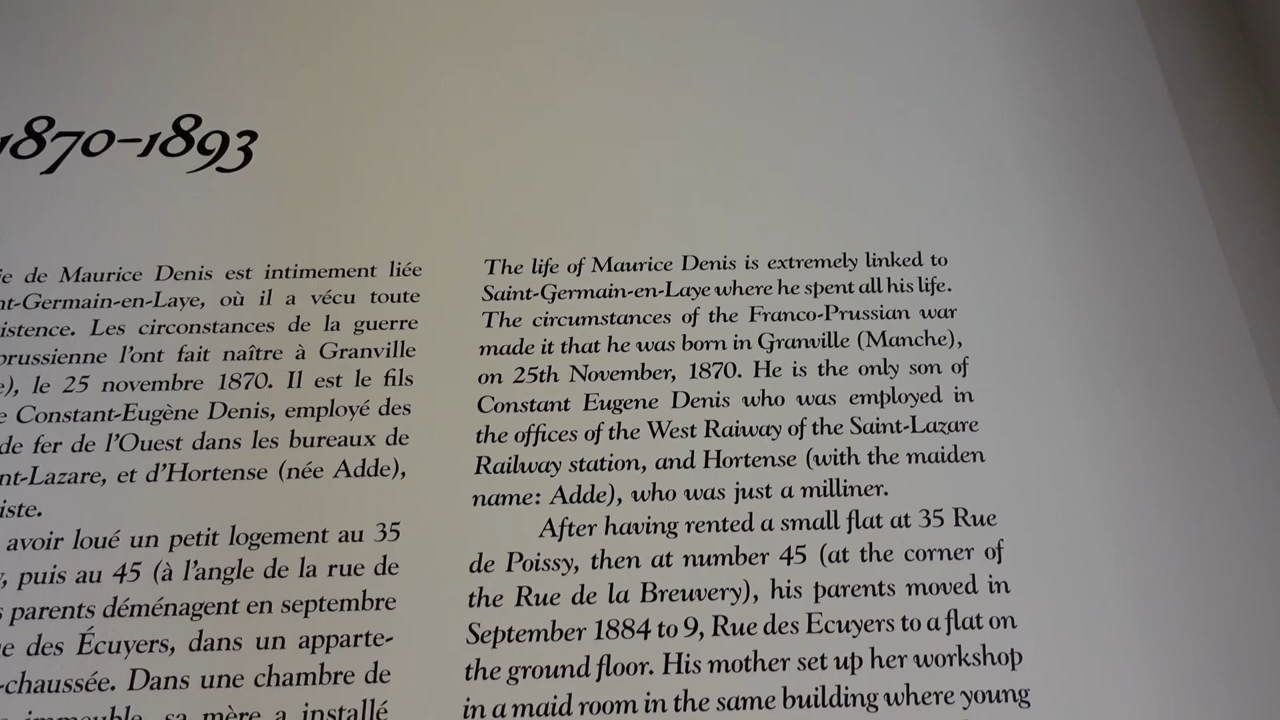 1870–1893
de Maurice Denis est intimement liée
nt-Germain-en-Laye, où il a vécu toute
istence. Les circonstances de la guerre
prussienne l'ont fait naître à Granville
e), le 25 novembre 1870. Il est le fils
Constant-Eugène Denis, employé des
de fer de l'Ouest dans les bureaux de
nt-Lazare, et d'Hortense (née Adde),
iste.
avoir loué un petit logement au 35
puis au 45 (à l'angle de la rue de
parents déménagent en septembre
des Écuyers, dans un apparte-
-chaussée. Dans une chambre de
immeuble, sa mère a installé
The life of Maurice Denis is extremely linked to
Saint-Germain-en-Laye where he spent all his life.
The circumstances of the Franco-Prussian war
made it that he was born in Granville (Manche),
on 25th November, 1870. He is the only son of
Constant Eugene Denis who was employed in
the offices of the West Raiway of the Saint-Lazare
Railway station, and Hortense (with the maiden
name: Adde), who was just a milliner.
After having rented a small flat at 35 Rue
de Poissy, then at number 45 (at the corner of
the Rue de la Breuvery), his parents moved in
September 1884 to 9, Rue des Ecuyers to a flat on
the ground floor. His mother set up her workshop
in a maid room in the same building where young